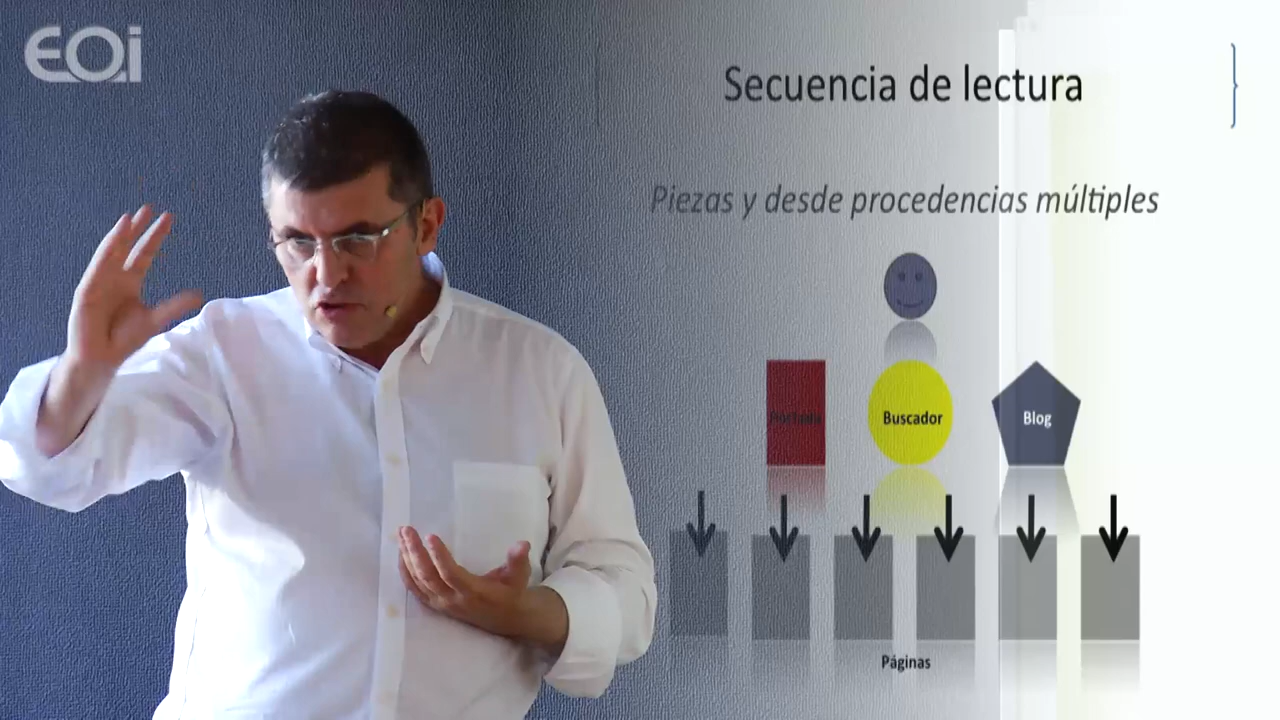 EOi
Secuencia de lectura
Piezas y desde procedencias múltiples
Buscador
Blog
Páginas